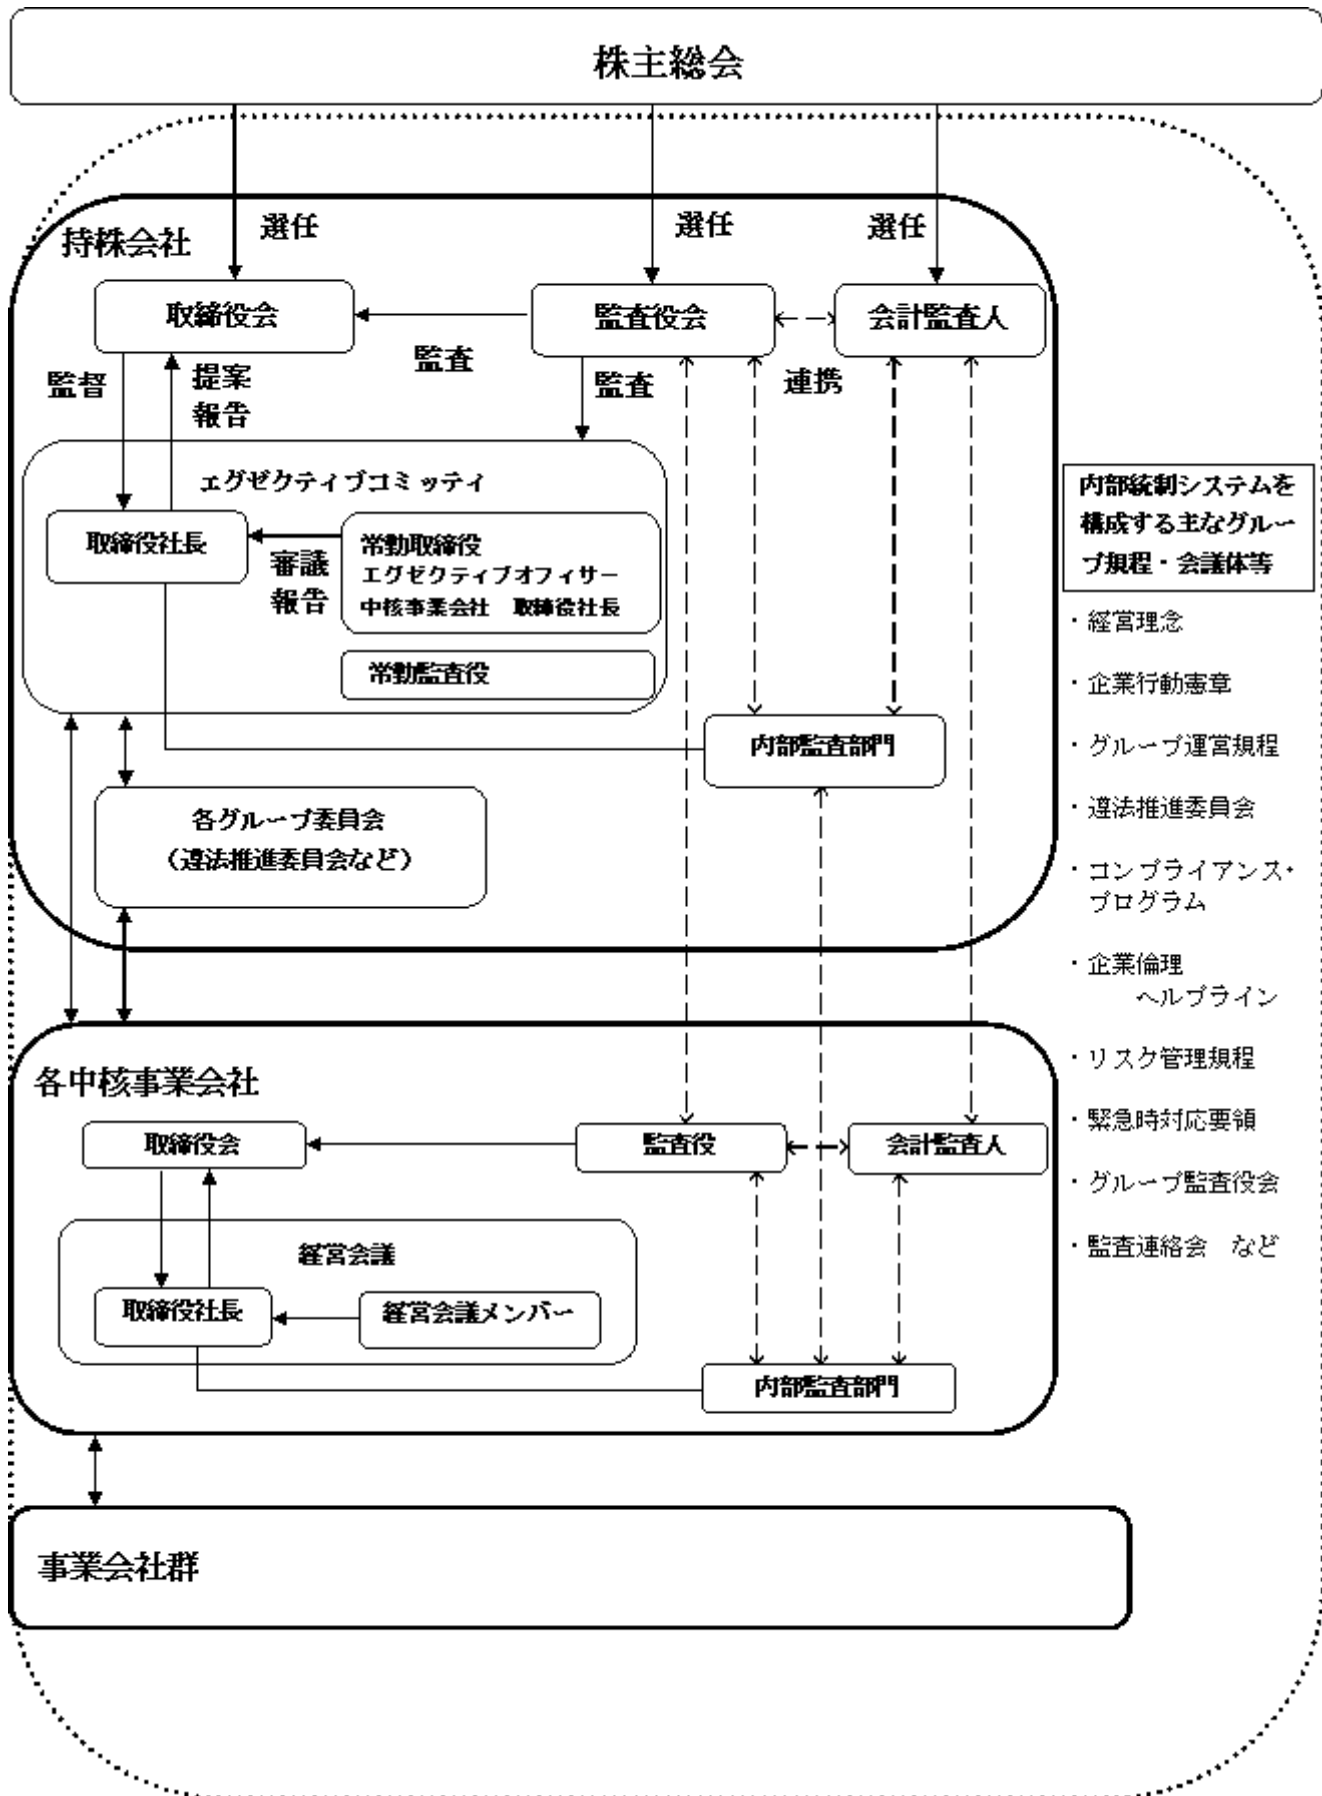 株主総会
選任
選任
選任
持株会社
取締役会
監査役会
会計監査人
監査
監査
連携
監督
提案
報告
エグゼクティブコミッティ
取締役社長
審議
報告
常勤取締役
エグゼクティブオフィサー
中核事業会社　取締役社長
常勤監査役
内部監査部門
各グループ委員会
（遵法推進委員会など）
各中核事業会社
取締役会
監査役
会計監査人
経営会議
取締役社長
経営会議メンバー
内部監査部門
事業会社群
内部統制システムを
構成する主なグルー
プ規程・会議体等
・経営理念
・企業行動憲章
・グループ運営規程
・遵法推進委員会
・コンプライアンス・
プログラム
・企業倫理
ヘルプライン
・リスク管理規程
・緊急時対応要領
・グループ監査役会
・監査連絡会　など